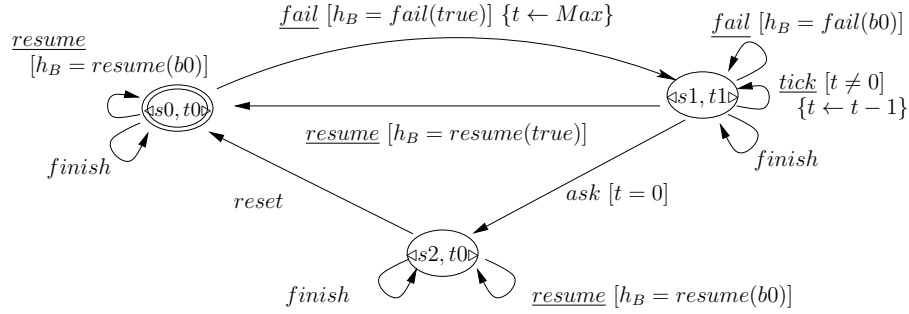 fail [h_B = fail(true)] {t ← Max}
resume
[h_B = resume(b0)]
fail [h_B = fail(b0)]
tick [t ≠ 0]
{t ← t − 1}
◁s0, t0▷
◁s1, t1▷
resume [h_B = resume(true)]
finish
finish
reset
ask [t = 0]
◁s2, t0▷
finish
resume [h_B = resume(b0)]